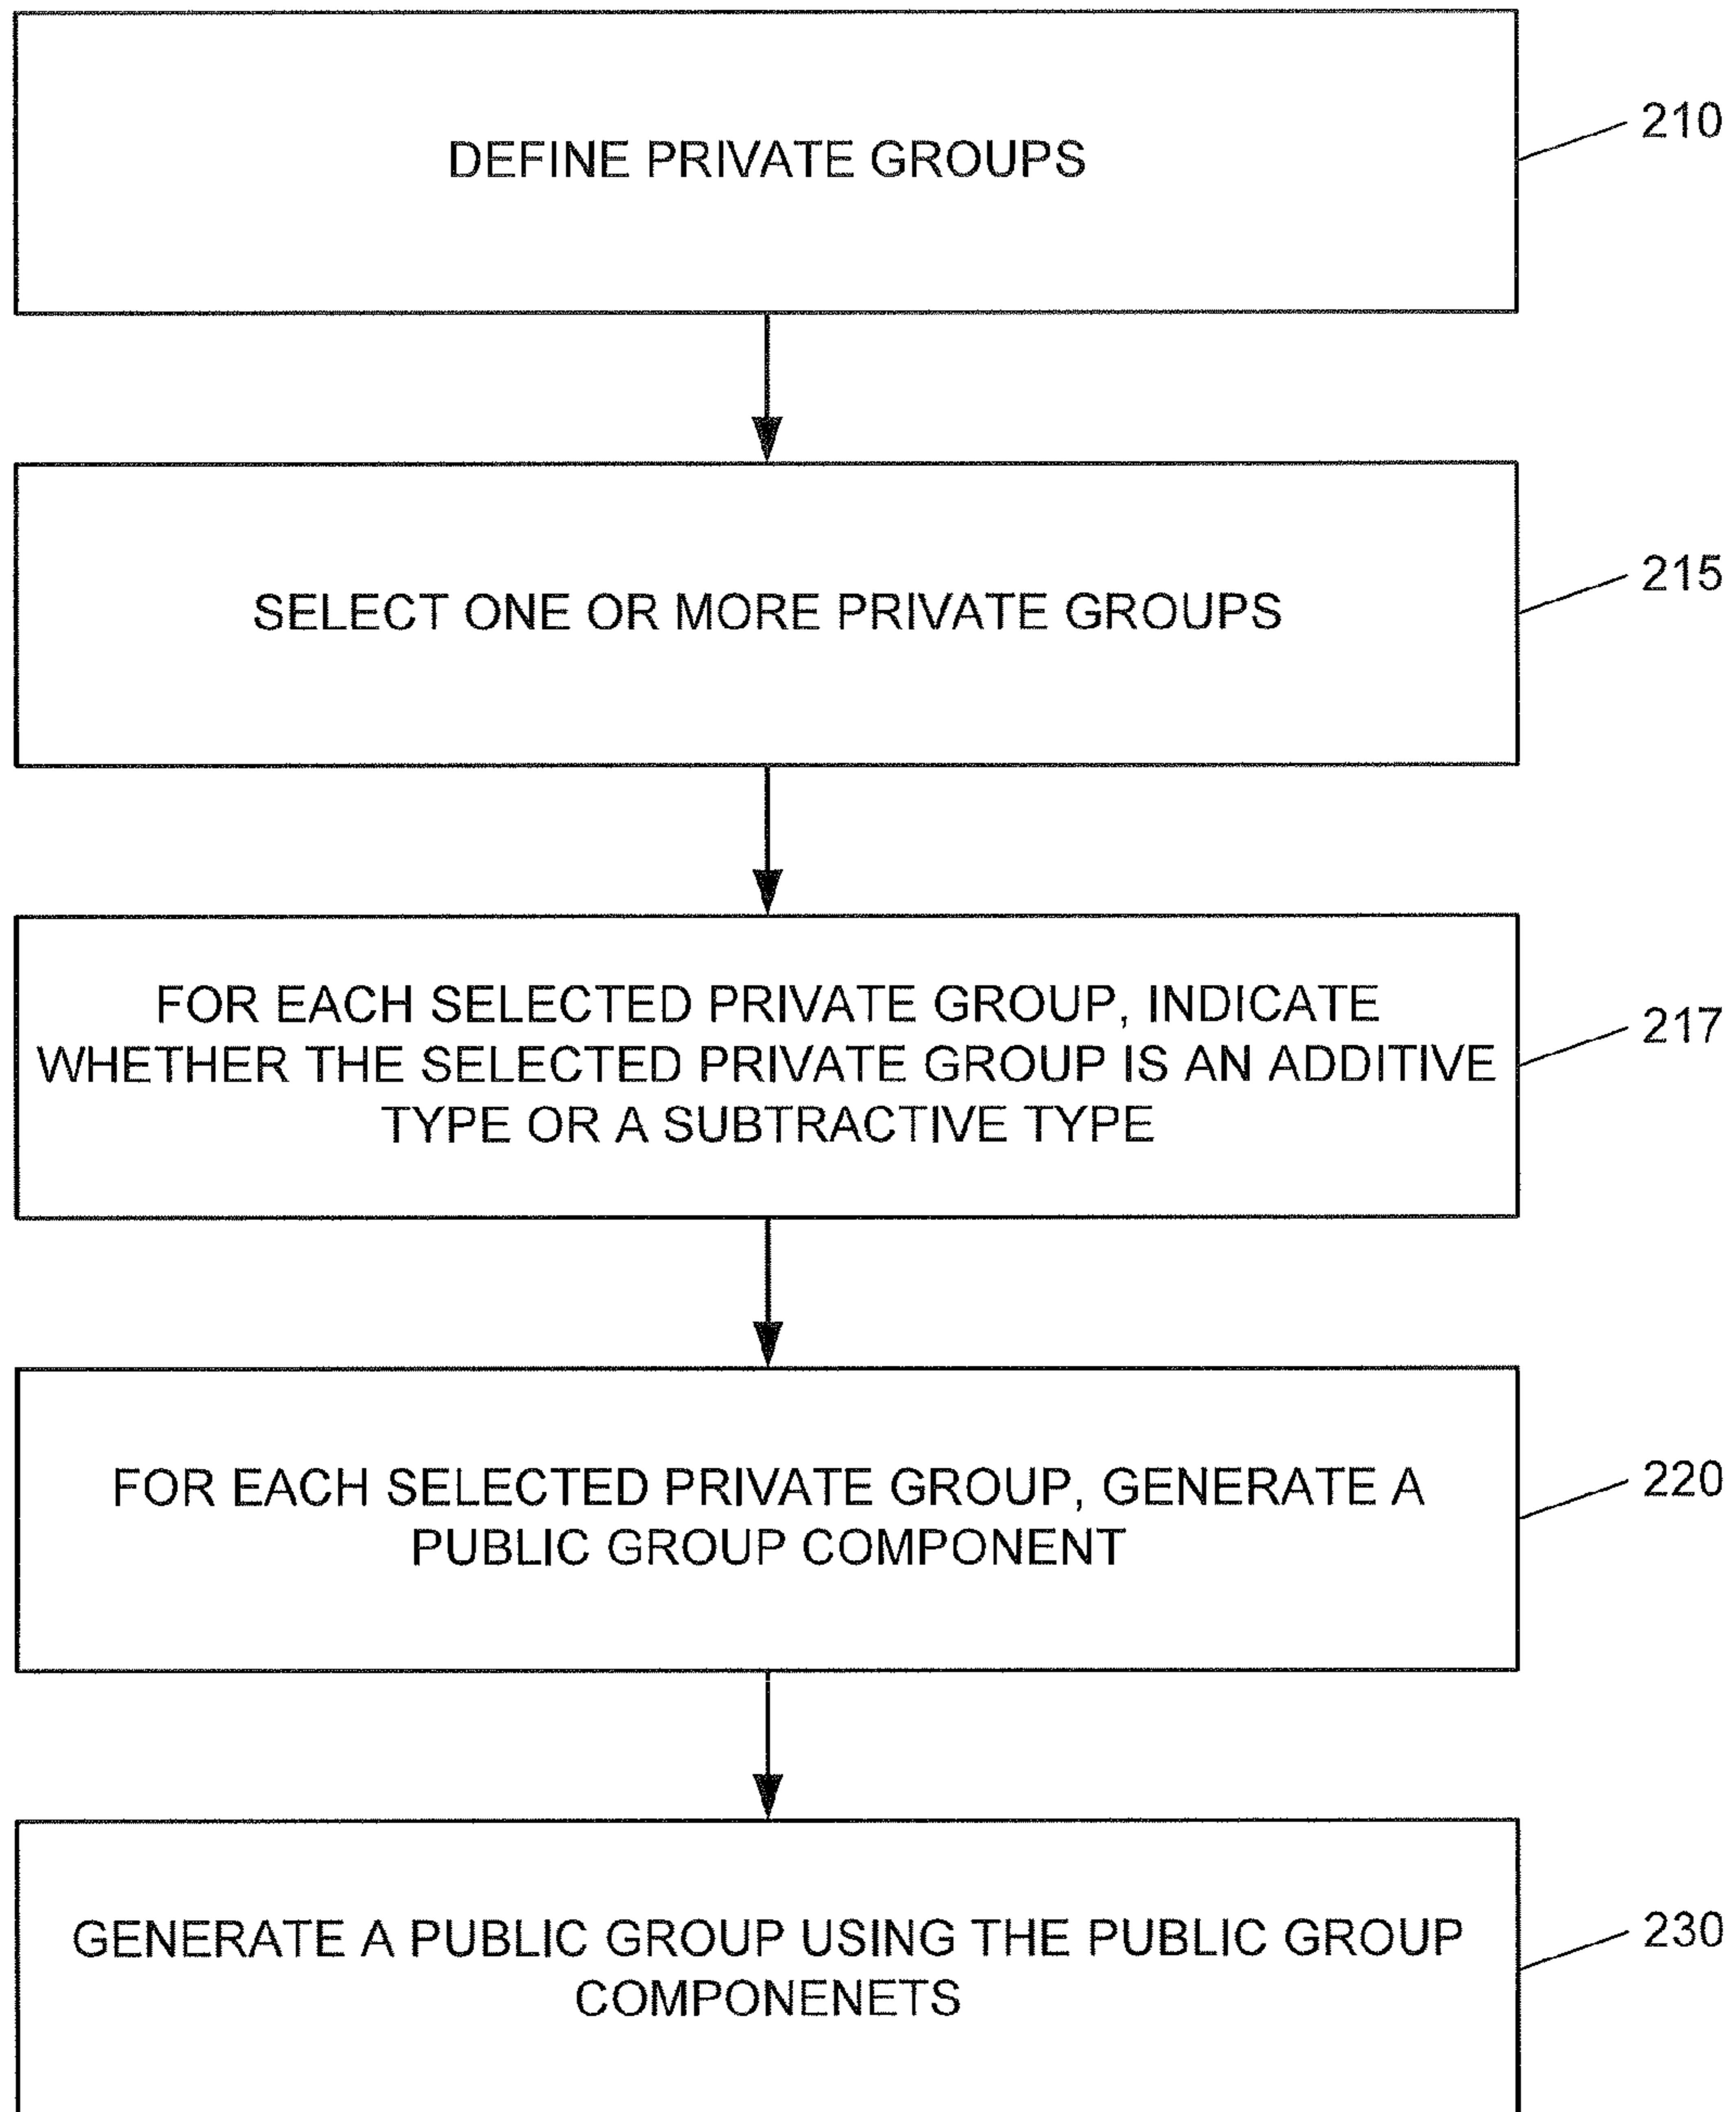 DEFINE PRIVATE GROUPS
210
SELECT ONE OR MORE PRIVATE GROUPS
215
FOR EACH SELECTED PRIVATE GROUP, INDICATE
WHETHER THE SELECTED PRIVATE GROUP IS AN ADDITIVE
TYPE OR A SUBTRACTIVE TYPE
217
FOR EACH SELECTED PRIVATE GROUP, GENERATE A
PUBLIC GROUP COMPONENT
220
GENERATE A PUBLIC GROUP USING THE PUBLIC GROUP
COMPONENETS
230